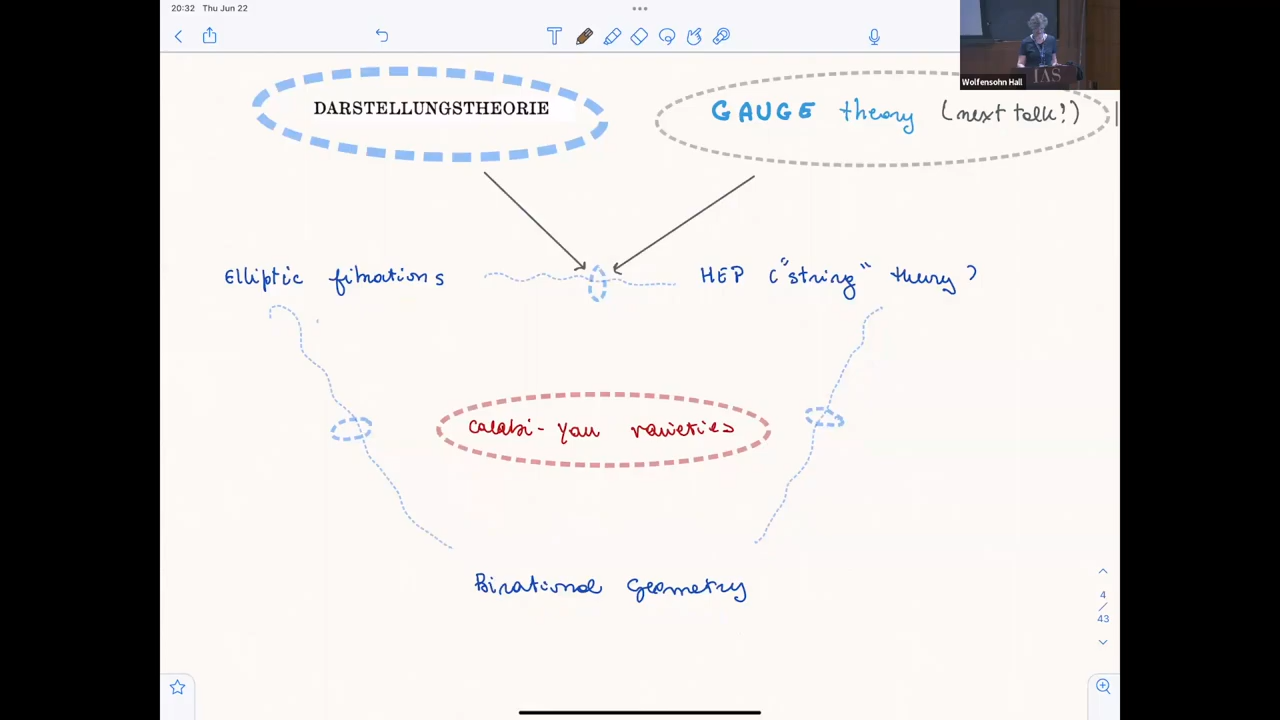 20:32 Thu Jun 22
T
Wolfensohn Hall
IAS
DARSTELLUNGSTHEORIE
GAUGE theory (next talk?)
Elliptic fibrations
HEP ("string" theory)
Calabi-Yau varieties
Birational Geometry
4
/
43